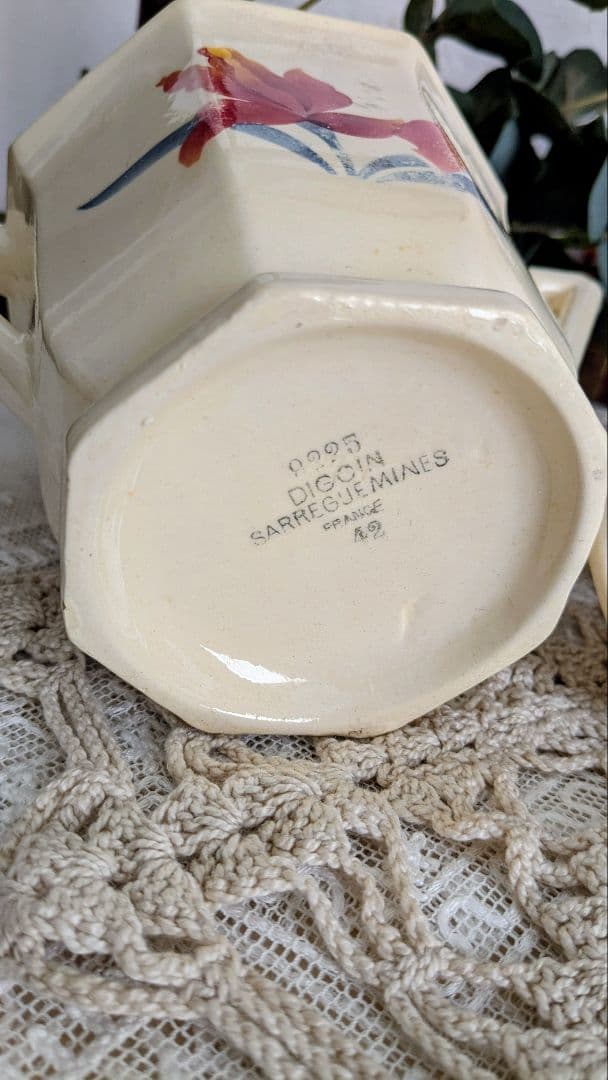 9225
DIGOIN
SARREGUEMINES
FRANCE
42